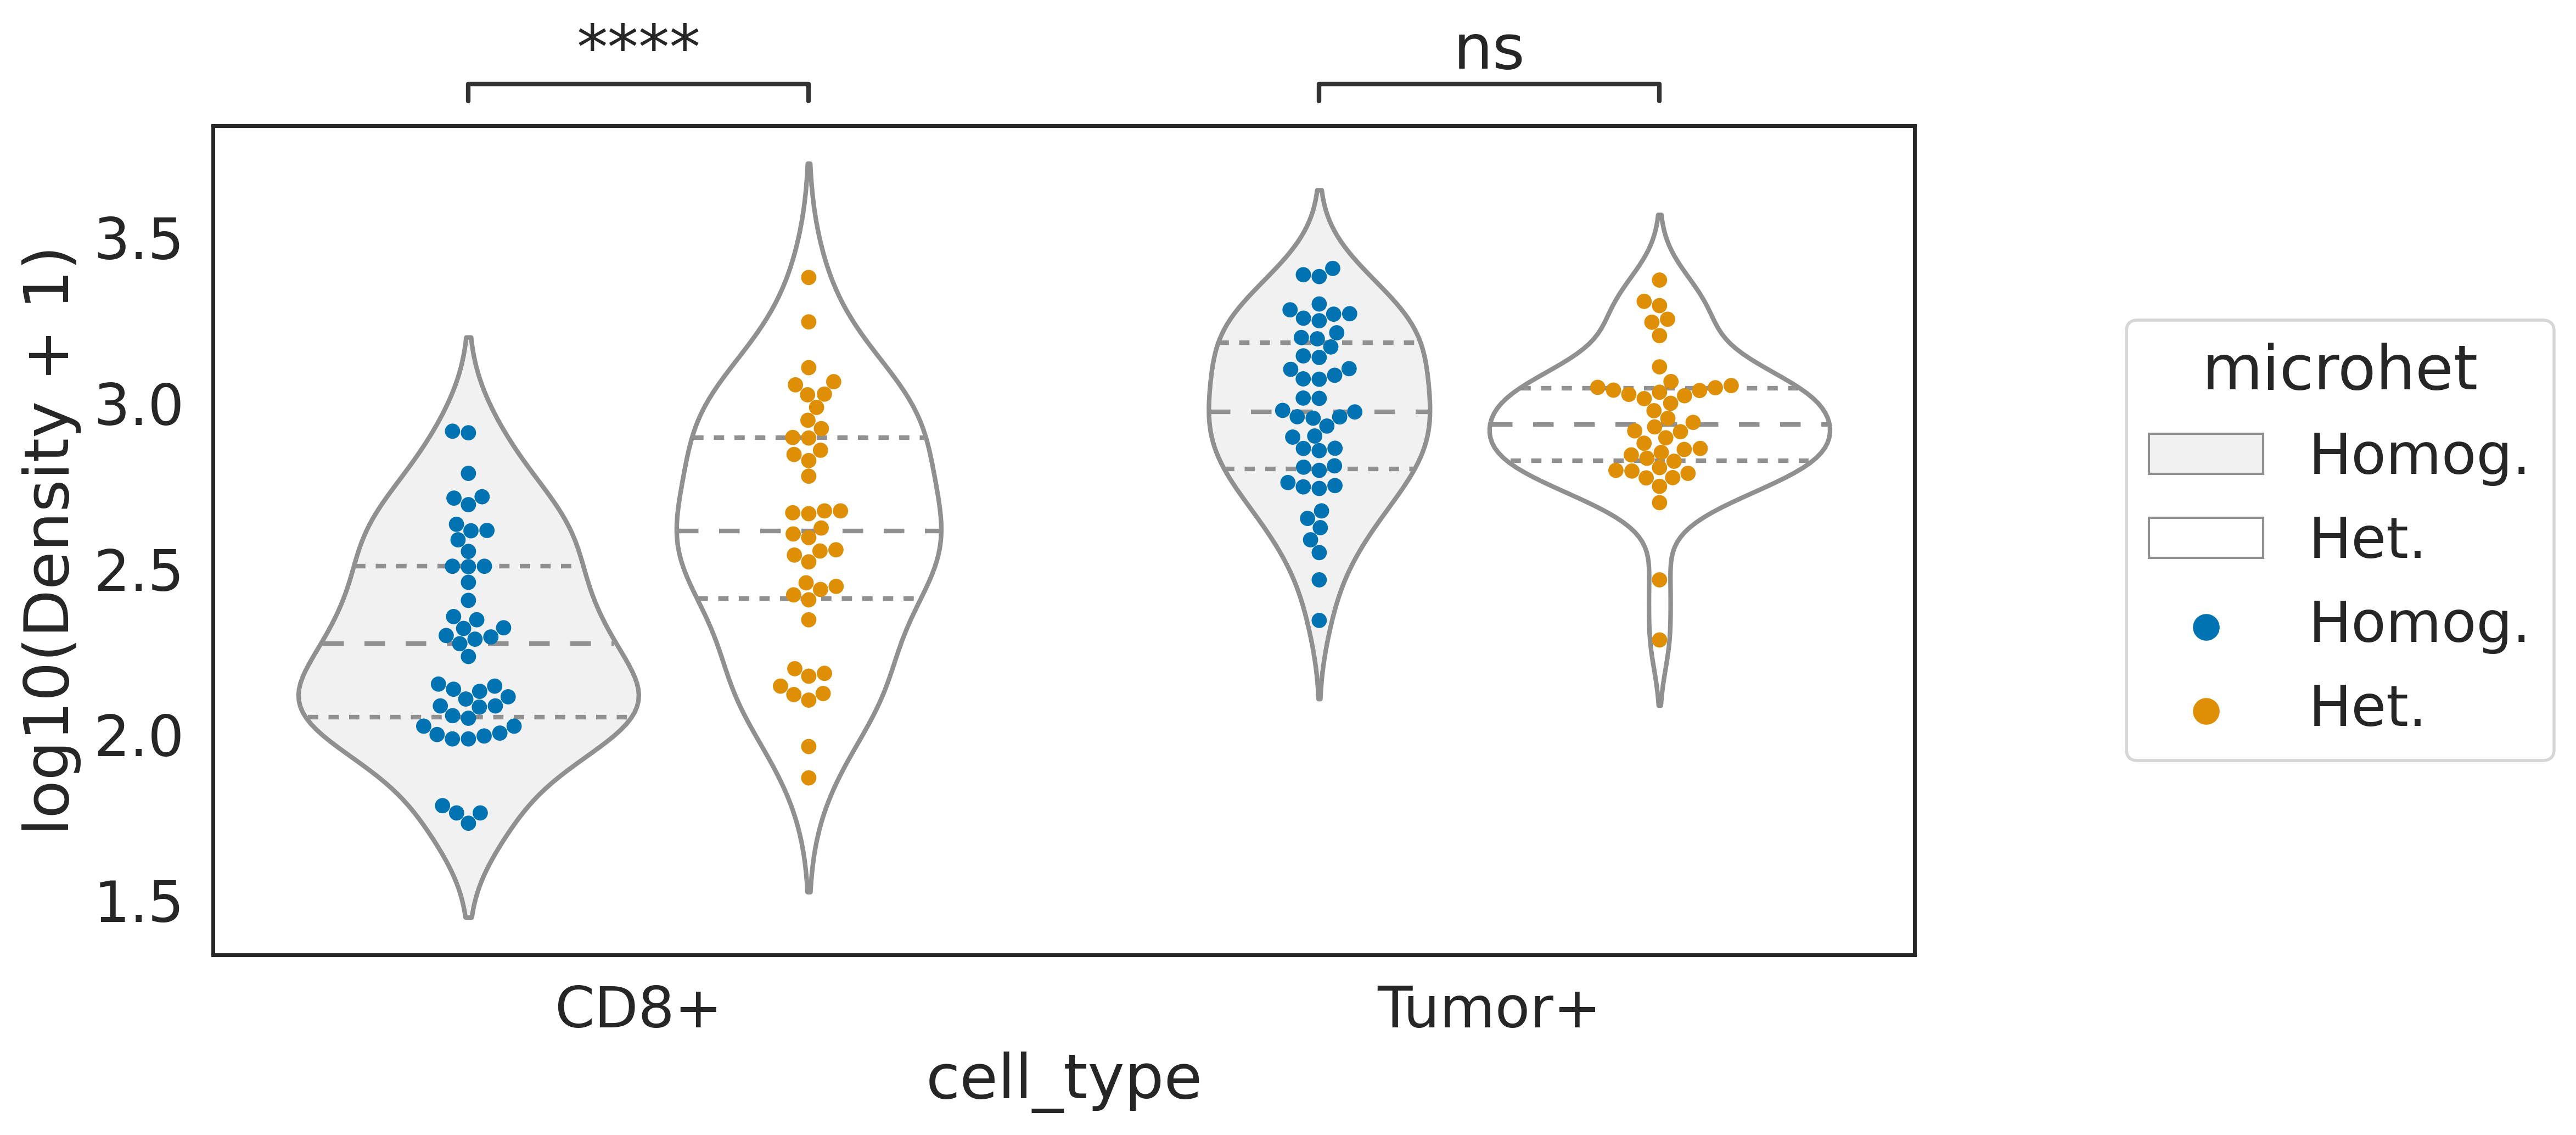 ****
ns
log10(Density + 1)
3.5
3.0
2.5
2.0
1.5
CD8+
Tumor+
cell_type
microhet
Homog.
Het.
Homog.
Het.